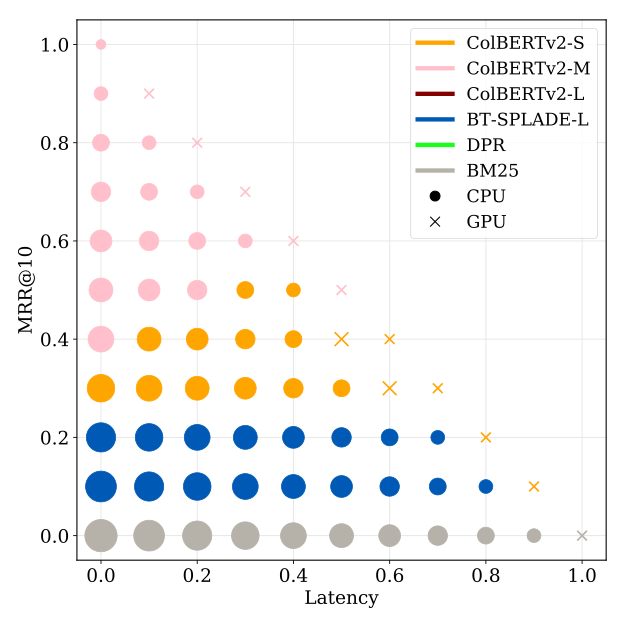 1.0
0.8
0.6
0.4
0.2
0.0
MRR@10
0.0 0.2 0.4 0.6 0.8 1.0
Latency
ColBERTv2-S
ColBERTv2-M
ColBERTv2-L
BT-SPLADE-L
DPR
BM25
CPU
GPU